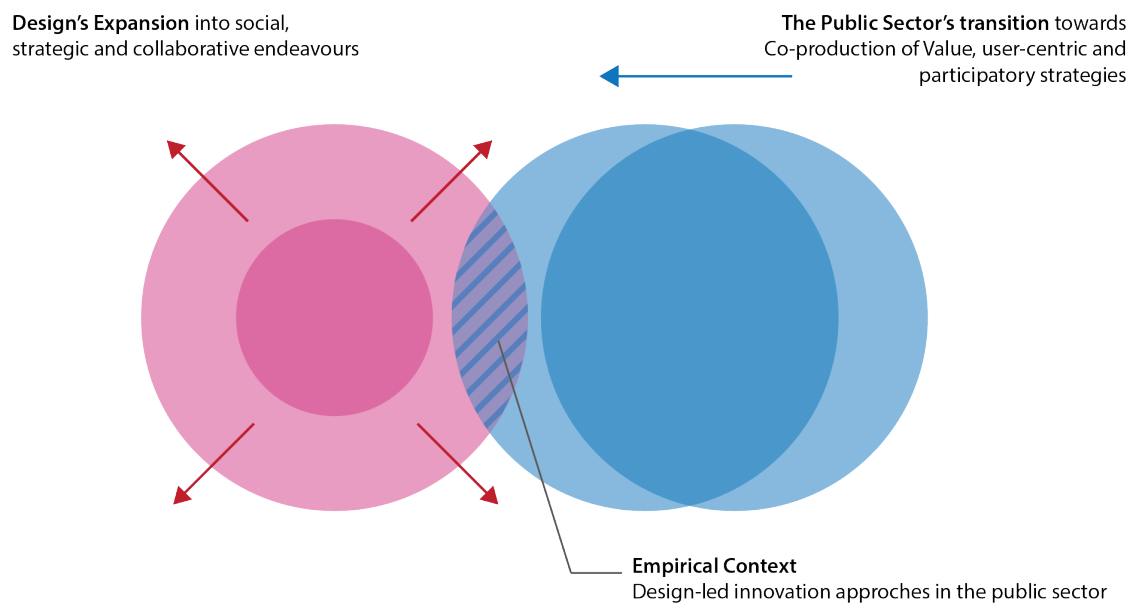 Design’s Expansion into social,
strategic and collaborative endeavours
The Public Sector’s transition towards
Co-production of Value, user-centric and
participatory strategies
Empirical Context
Design-led innovation approches in the public sector